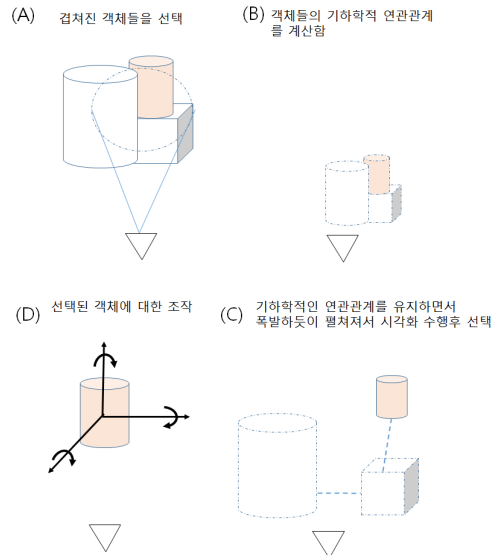 (A) 겹쳐진 객체들을 선택
(B) 객체들의 기하학적 연관관계
를 계산함
(D) 선택된 객체에 대한 조작
(C) 기하학적인 연관관계를 유지하면서
폭발하듯이 펼쳐져서 시각화 수행후 선택